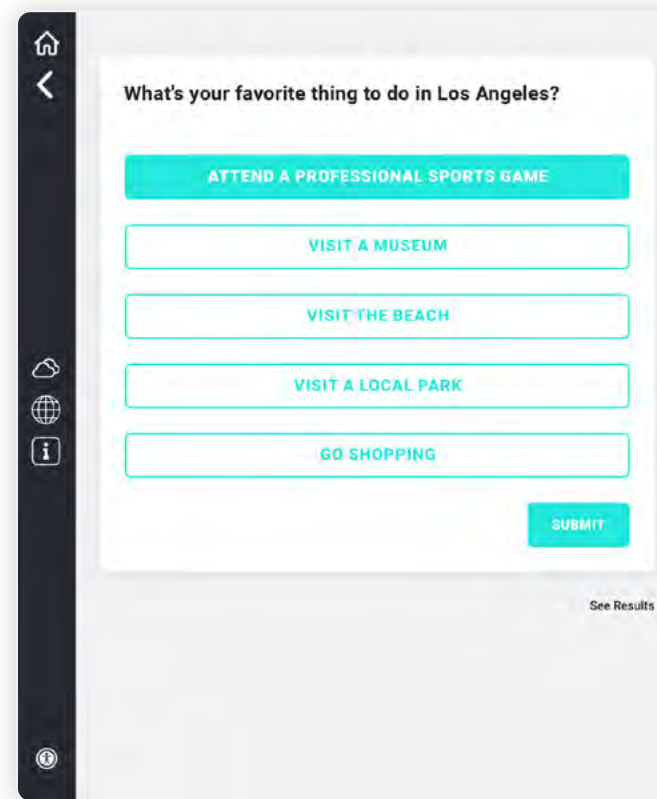 What's your favorite thing to do in Los Angeles?
ATTEND A PROFESSIONAL SPORTS GAME
VISIT A MUSEUM
VISIT THE BEACH
VISIT A LOCAL PARK
GO SHOPPING
SUBMIT
See Results